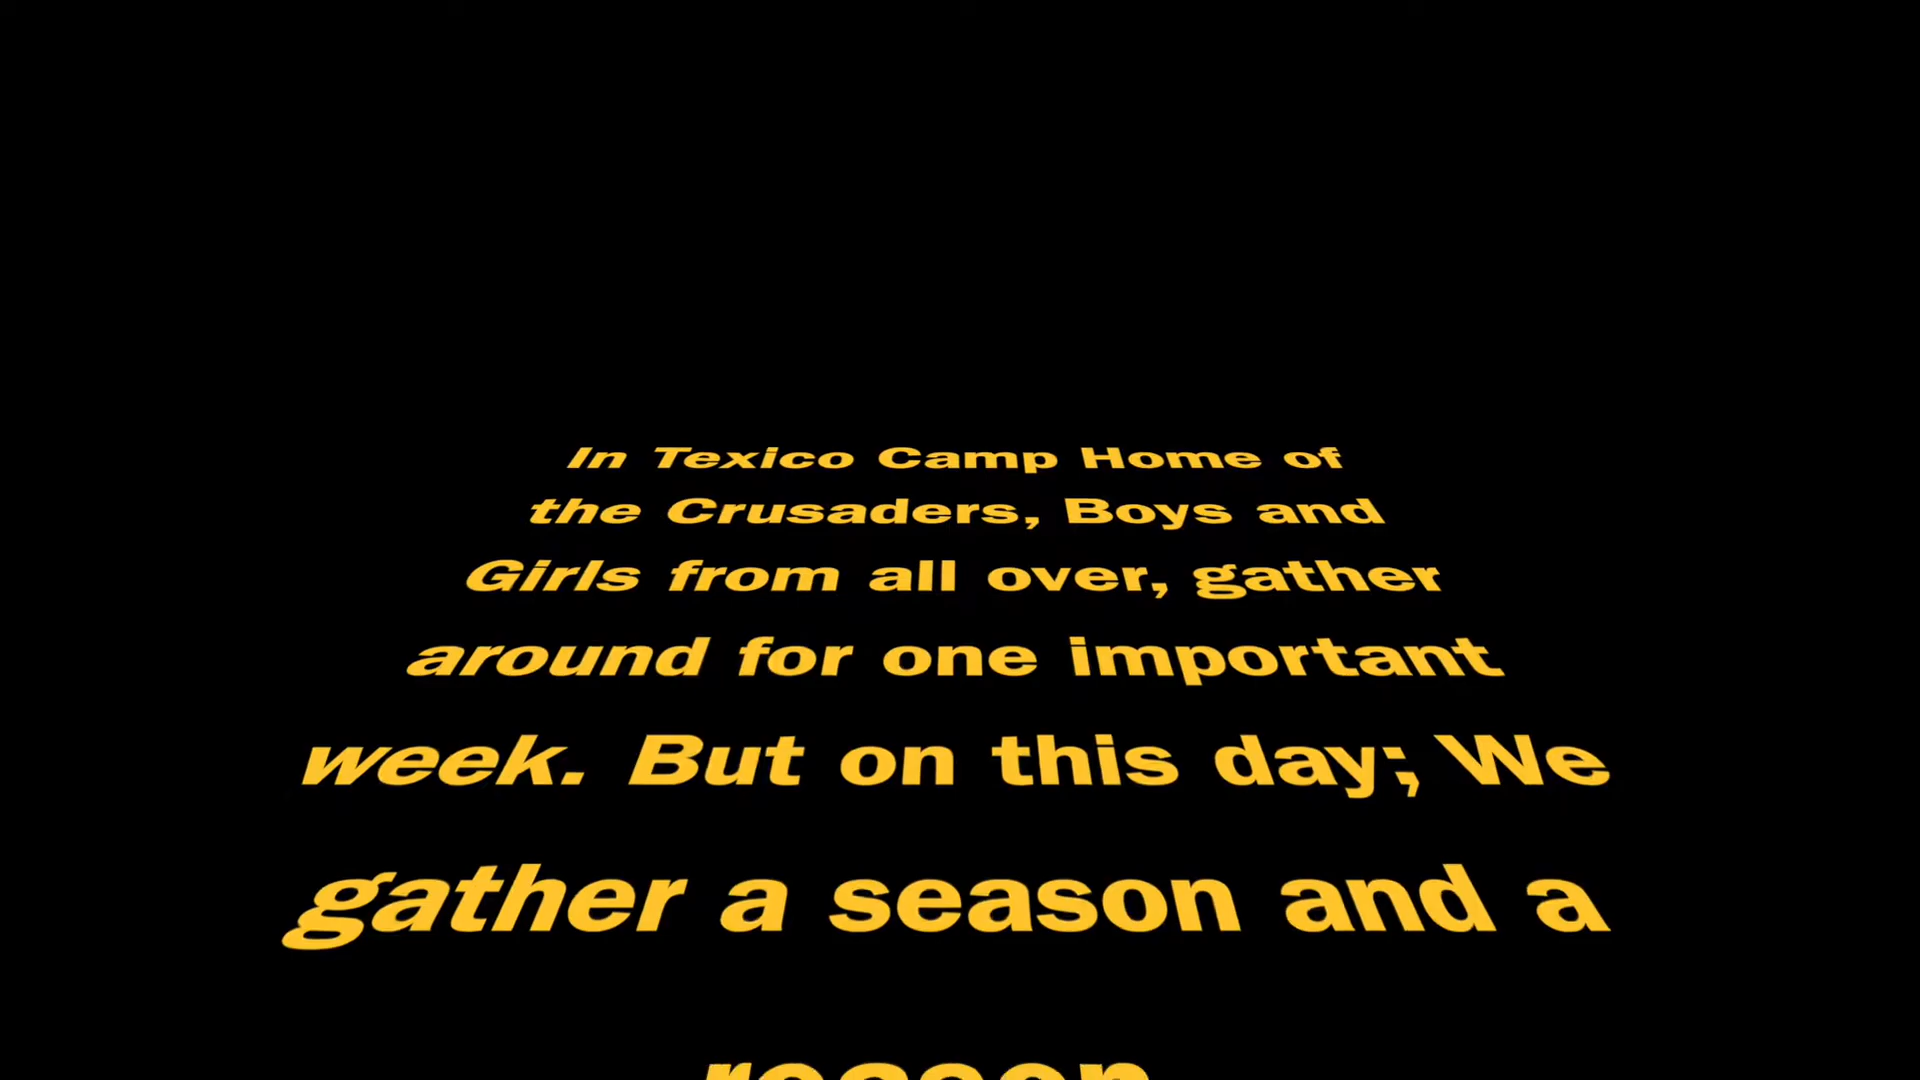 In Texico Camp Home of
the Crusaders, Boys and
Girls from all over, gather
around for one important
week. But on this day; We
gather a season and a
reason